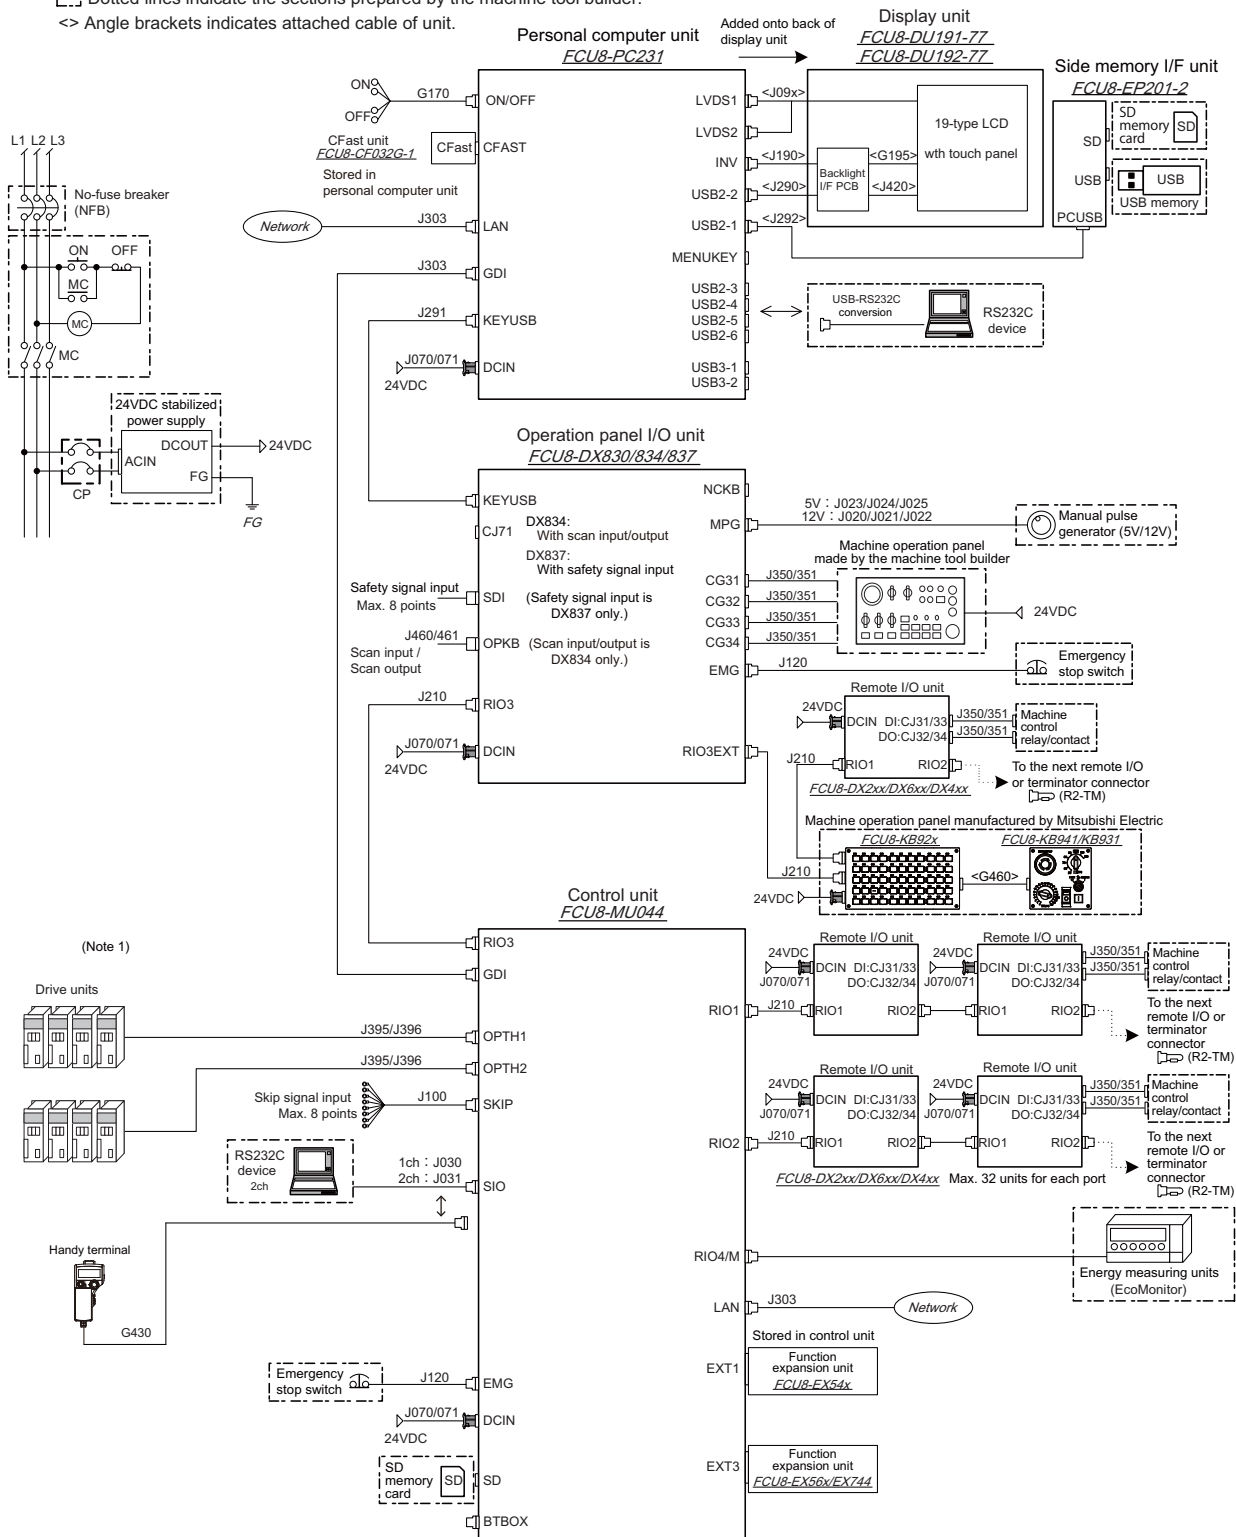 Dotted lines indicate the sections prepared by the machine tool builder.
<> Angle brackets indicates attached cable of unit.
Personal computer unit
FCU8-PC231
Added onto back of
display unit
Display unit
FCU8-DU191-77
FCU8-DU192-77
Side memory I/F unit
FCU8-EP201-2
ON
OFF
G170
ON/OFF
CFast unit
FCU8-CF032G-1
CFast
CFAST
Stored in
personal computer unit
Network
J303
LAN
J303
GDI
J291
KEYUSB
J070/071
DCIN
24VDC
LVDS1
LVDS2
INV
USB2-2
USB2-1
MENUKEY
USB2-3
USB2-4
USB2-5
USB2-6
USB3-1
USB3-2
<J09x>
<J190>
<J290>
<J292>
Backlight
I/F PCB
<G195>
<J420>
19-type LCD
wth touch panel
SD
USB
PCUSB
SD
memory
card
SD
USB
USB memory
USB-RS232C
conversion
RS232C
device
L1 L2 L3
No-fuse breaker
(NFB)
ON
OFF
MC
MC
MC
24VDC stabilized
power supply
DCOUT
ACIN
FG
24VDC
CP
FG
Operation panel I/O unit
FCU8-DX830/834/837
KEYUSB
CJ71
DX834:
With scan input/output
DX837:
With safety signal input
Safety signal input
Max. 8 points
SDI
(Safety signal input is
DX837 only.)
J460/461
Scan input /
Scan output
OPKB
(Scan input/output is
DX834 only.)
J210
RIO3
J070/071
DCIN
24VDC
NCKB
MPG
5V : J023/J024/J025
12V : J020/J021/J022
Manual pulse
generator (5V/12V)
Machine operation panel
made by the machine tool builder
CG31
J350/351
CG32
J350/351
CG33
J350/351
CG34
J350/351
24VDC
EMG
J120
Emergency
stop switch
RIO3EXT
Remote I/O unit
24VDC
DCIN
DI:CJ31/33
DO:CJ32/34
J350/351
J350/351
Machine
control
relay/contact
J210
RIO1
RIO2
To the next remote I/O
or terminator connector
(R2-TM)
FCU8-DX2xx/DX6xx/DX4xx
Machine operation panel manufactured by Mitsubishi Electric
FCU8-KB92x
FCU8-KB941/KB931
J210
<G460>
24VDC
Control unit
FCU8-MU044
(Note 1)
Drive units
RIO3
GDI
J395/J396
OPTH1
J395/J396
OPTH2
Skip signal input
Max. 8 points
J100
SKIP
RS232C
device
2ch
1ch : J030
2ch : J031
SIO
Handy terminal
G430
Emergency
stop switch
J120
EMG
J070/071
DCIN
24VDC
SD
memory
card
SD
SD
BTBOX
RIO1
J210
Remote I/O unit
24VDC
J070/071
DCIN
DI:CJ31/33
DO:CJ32/34
RIO1
RIO2
Remote I/O unit
24VDC
J070/071
DCIN
DI:CJ31/33
DO:CJ32/34
RIO1
RIO2
J350/351
J350/351
Machine
control
relay/contact
To the next
remote I/O or
terminator
connector
(R2-TM)
RIO2
J210
Remote I/O unit
24VDC
J070/071
DCIN
DI:CJ31/33
DO:CJ32/34
RIO1
RIO2
Remote I/O unit
24VDC
J070/071
DCIN
DI:CJ31/33
DO:CJ32/34
RIO1
RIO2
J350/351
J350/351
Machine
control
relay/contact
To the next
remote I/O or
terminator
connector
(R2-TM)
FCU8-DX2xx/DX6xx/DX4xx
Max. 32 units for each port
RIO4/M
Energy measuring units
(EcoMonitor)
LAN
J303
Network
Stored in control unit
EXT1
Function
expansion unit
FCU8-EX54x
EXT3
Function
expansion unit
FCU8-EX56x/EX744